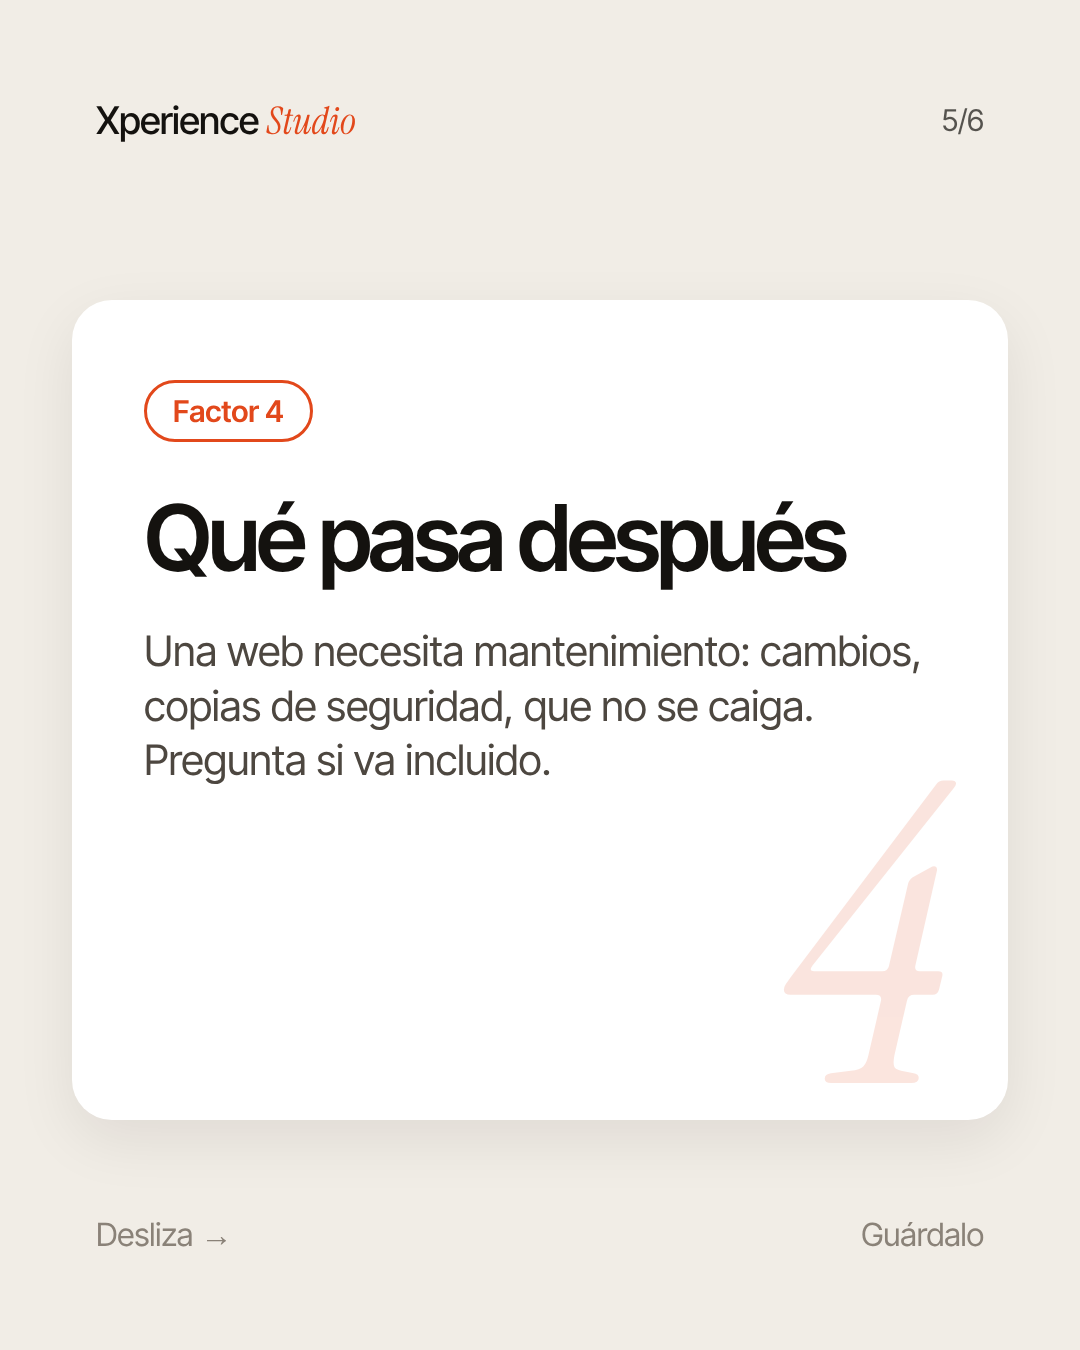 Xperience Studio
5/6
Factor 4
Qué pasa después
Una web necesita mantenimiento: cambios,
copias de seguridad, que no se caiga.
Pregunta si va incluido.
4
Desliza →
Guárdalo